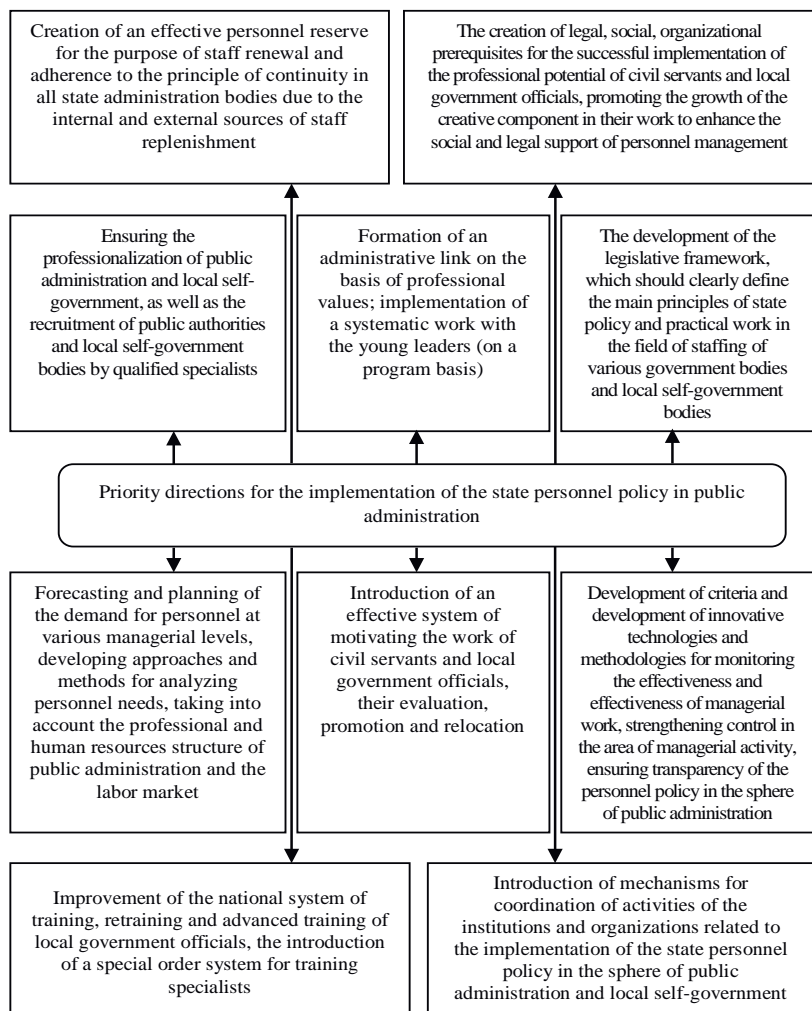 Creation of an effective personnel reserve
for the purpose of staff renewal and
adherence to the principle of continuity in
all state administration bodies due to the
internal and external sources of staff
replenishment
The creation of legal, social, organizational
prerequisites for the successful implementation of
the professional potential of civil servants and local
government officials, promoting the growth of the
creative component in their work to enhance the
social and legal support of personnel management
Ensuring the
professionalization of public
administration and local self-
government, as well as the
recruitment of public authorities
and local self-government
bodies by qualified specialists
Formation of an
administrative link on the
basis of professional
values; implementation of
a systematic work with
the young leaders (on a
program basis)
The development of the
legislative framework,
which should clearly define
the main principles of state
policy and practical work in
the field of staffing of
various government bodies
and local self-government
bodies
Priority directions for the implementation of the state personnel policy in public
administration
Forecasting and planning of
the demand for personnel at
various managerial levels,
developing approaches and
methods for analyzing
personnel needs, taking into
account the professional and
human resources structure of
public administration and the
labor market
Introduction of an
effective system of
motivating the work of
civil servants and local
government officials,
their evaluation,
promotion and relocation
Development of criteria and
development of innovative
technologies and
methodologies for monitoring
the effectiveness and
effectiveness of managerial
work, strengthening control in
the area of managerial activity,
ensuring transparency of the
personnel policy in the sphere
of public administration
Improvement of the national system of
training, retraining and advanced training of
local government officials, the introduction
of a special order system for training
specialists
Introduction of mechanisms for
coordination of activities of the
institutions and organizations related to
the implementation of the state personnel
policy in the sphere of public
administration and local self-government